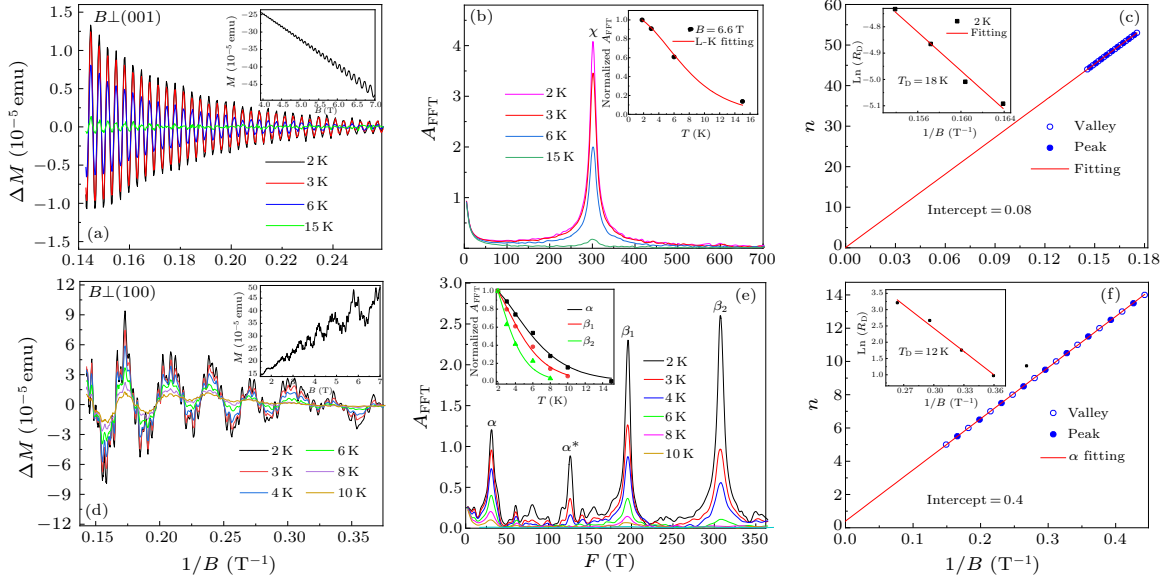 B⊥(001)
ΔM (10⁻⁵ emu)
1.5
1.0
0.5
0.0
−0.5
−1.0
−1.5
0.14
0.16
0.18
0.20
0.22
0.24
2 K
3 K
6 K
15 K
(a)
M (10⁻⁵ emu)
−25
−35
−45
4.0
5.0
6.0
7.0
B (T)
(b)
A_FFT
4
3
2
1
0
0
100
200
300
400
500
600
700
χ
2 K
3 K
6 K
15 K
Normalized A_FFT
1.0
0.8
0.6
0.4
0.2
0.0
2
4
6
8
10
12
14
16
T (K)
B = 6.6 T
L-K fitting
(c)
n
60
50
40
30
20
10
0
0.00
0.03
0.06
0.09
0.12
0.15
0.18
Valley
Peak
Fitting
Intercept = 0.08
Ln (R_D)
−4.8
−4.9
−5.0
−5.1
0.156
0.160
0.164
1/B (T⁻¹)
2 K
Fitting
T_D = 18 K
B⊥(100)
ΔM (10⁻⁵ emu)
12
9
6
3
0
−3
−6
−9
−12
0.15
0.20
0.25
0.30
0.35
1/B (T⁻¹)
2 K
3 K
4 K
6 K
8 K
10 K
(d)
M (10⁻⁵ emu)
50
45
40
35
30
25
20
15
2
3
4
5
6
7
B (T)
(e)
A_FFT
3.0
2.5
2.0
1.5
1.0
0.5
0.0
0
50
100
150
200
250
300
350
F (T)
α
α*
β₁
β₂
2 K
3 K
4 K
6 K
8 K
10 K
Normalized A_FFT
1.0
0.8
0.6
0.4
0.2
0.0
2
4
6
8
10
12
14
T (K)
α
β₁
β₂
(f)
n
14
12
10
8
6
4
2
0
0.0
0.1
0.2
0.3
0.4
1/B (T⁻¹)
Valley
Peak
α fitting
Intercept = 0.4
Ln (R_D)
3.5
3.0
2.5
2.0
1.5
1.0
0.27
0.30
0.33
0.36
1/B (T⁻¹)
T_D = 12 K